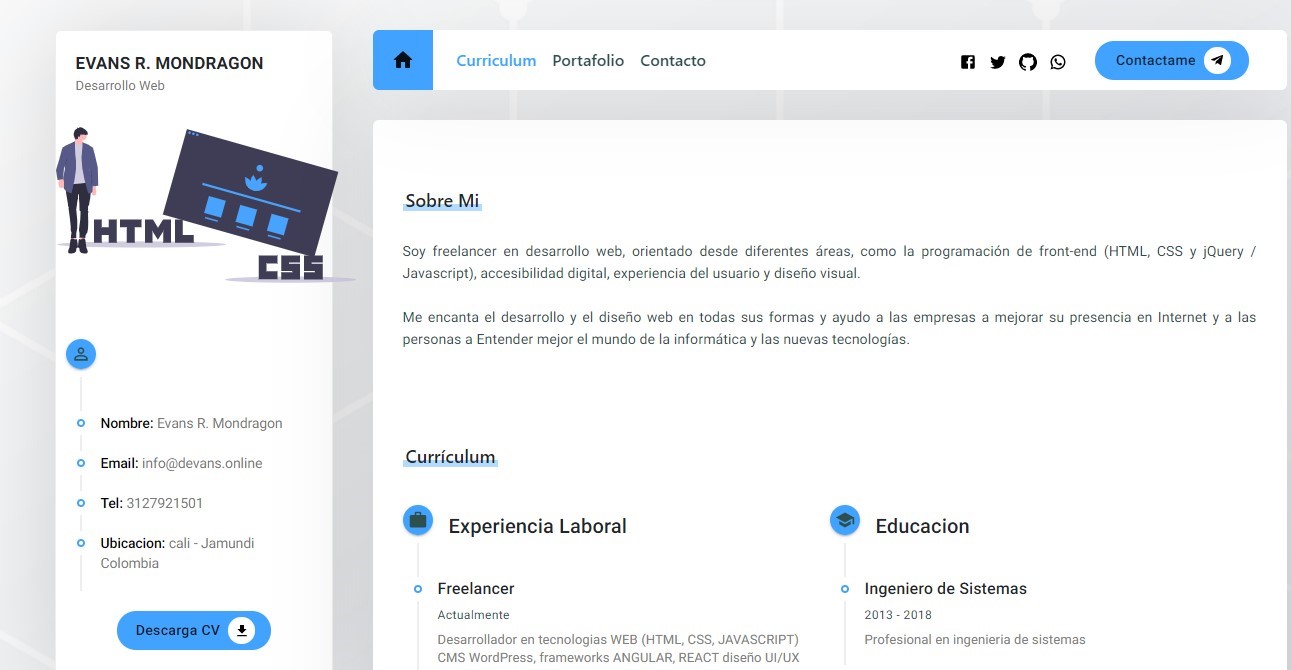 EVANS R. MONDRAGON
Desarrollo Web
HTML
CSS
Nombre: Evans R. Mondragon
Email: info@devans.online
Tel: 3127921501
Ubicacion: cali - Jamundi
Colombia
Descarga CV
Curriculum Portafolio Contacto
Contactame
Sobre Mi
Soy freelancer en desarrollo web, orientado desde diferentes áreas, como la programación de front-end (HTML, CSS y jQuery /
Javascript), accesibilidad digital, experiencia del usuario y diseño visual.
Me encanta el desarrollo y el diseño web en todas sus formas y ayudo a las empresas a mejorar su presencia en Internet y a las
personas a Entender mejor el mundo de la informática y las nuevas tecnologías.
Currículum
Experiencia Laboral
Freelancer
Actualmente
Desarrollador en tecnologias WEB (HTML, CSS, JAVASCRIPT)
CMS WordPress, frameworks ANGULAR, REACT diseño UI/UX
Educacion
Ingeniero de Sistemas
2013 - 2018
Profesional en ingenieria de sistemas